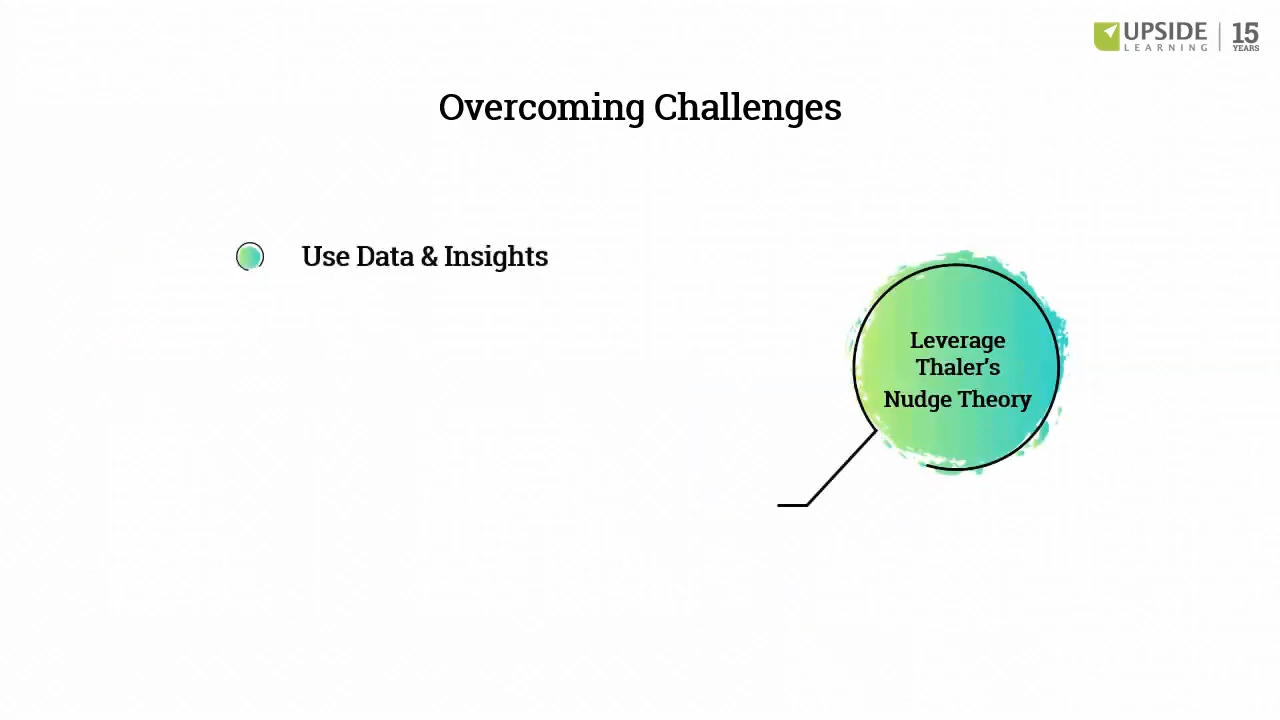 UPSIDE
LEARNING
15
YEARS
Overcoming Challenges
Use Data & Insights
Leverage
Thaler's
Nudge Theory